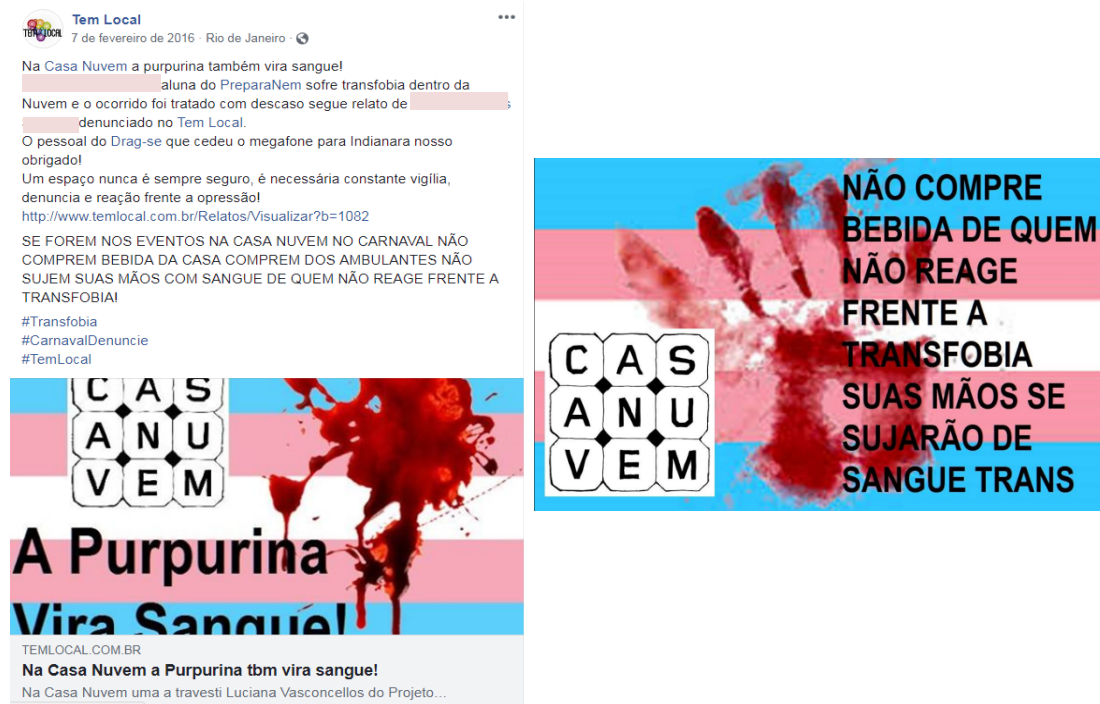 Tem Local
7 de fevereiro de 2016 · Rio de Janeiro ·
Na Casa Nuvem a purpurina também vira sangue!
aluna do PreparaNem sofre transfobia dentro da
Nuvem e o ocorrido foi tratado com descaso segue relato de
denunciado no Tem Local.
O pessoal do Drag-se que cedeu o megafone para Indianara nosso
obrigado!
Um espaço nunca é sempre seguro, é necessária constante vigília,
denuncia e reação frente a opressão!
http://www.temlocal.com.br/Relatos/Visualizar?b=1082
SE FOREM NOS EVENTOS NA CASA NUVEM NO CARNAVAL NÃO
COMPREM BEBIDA DA CASA COMPREM DOS AMBULANTES NÃO
SUJEM SUAS MÃOS COM SANGUE DE QUEM NÃO REAGE FRENTE A
TRANSFOBIA!
#Transfobia
#CarnavalDenuncie
#TemLocal
CAS
ANU
VEM
A Purpurina
Vira Sangue!
TEMLOCAL.COM.BR
Na Casa Nuvem a Purpurina tbm vira sangue!
Na Casa Nuvem uma a travesti Luciana Vasconcellos do Projeto...
CAS
ANU
VEM
NÃO COMPRE
BEBIDA DE QUEM
NÃO REAGE
FRENTE A
TRANSFOBIA
SUAS MÃOS SE
SUJARÃO DE
SANGUE TRANS